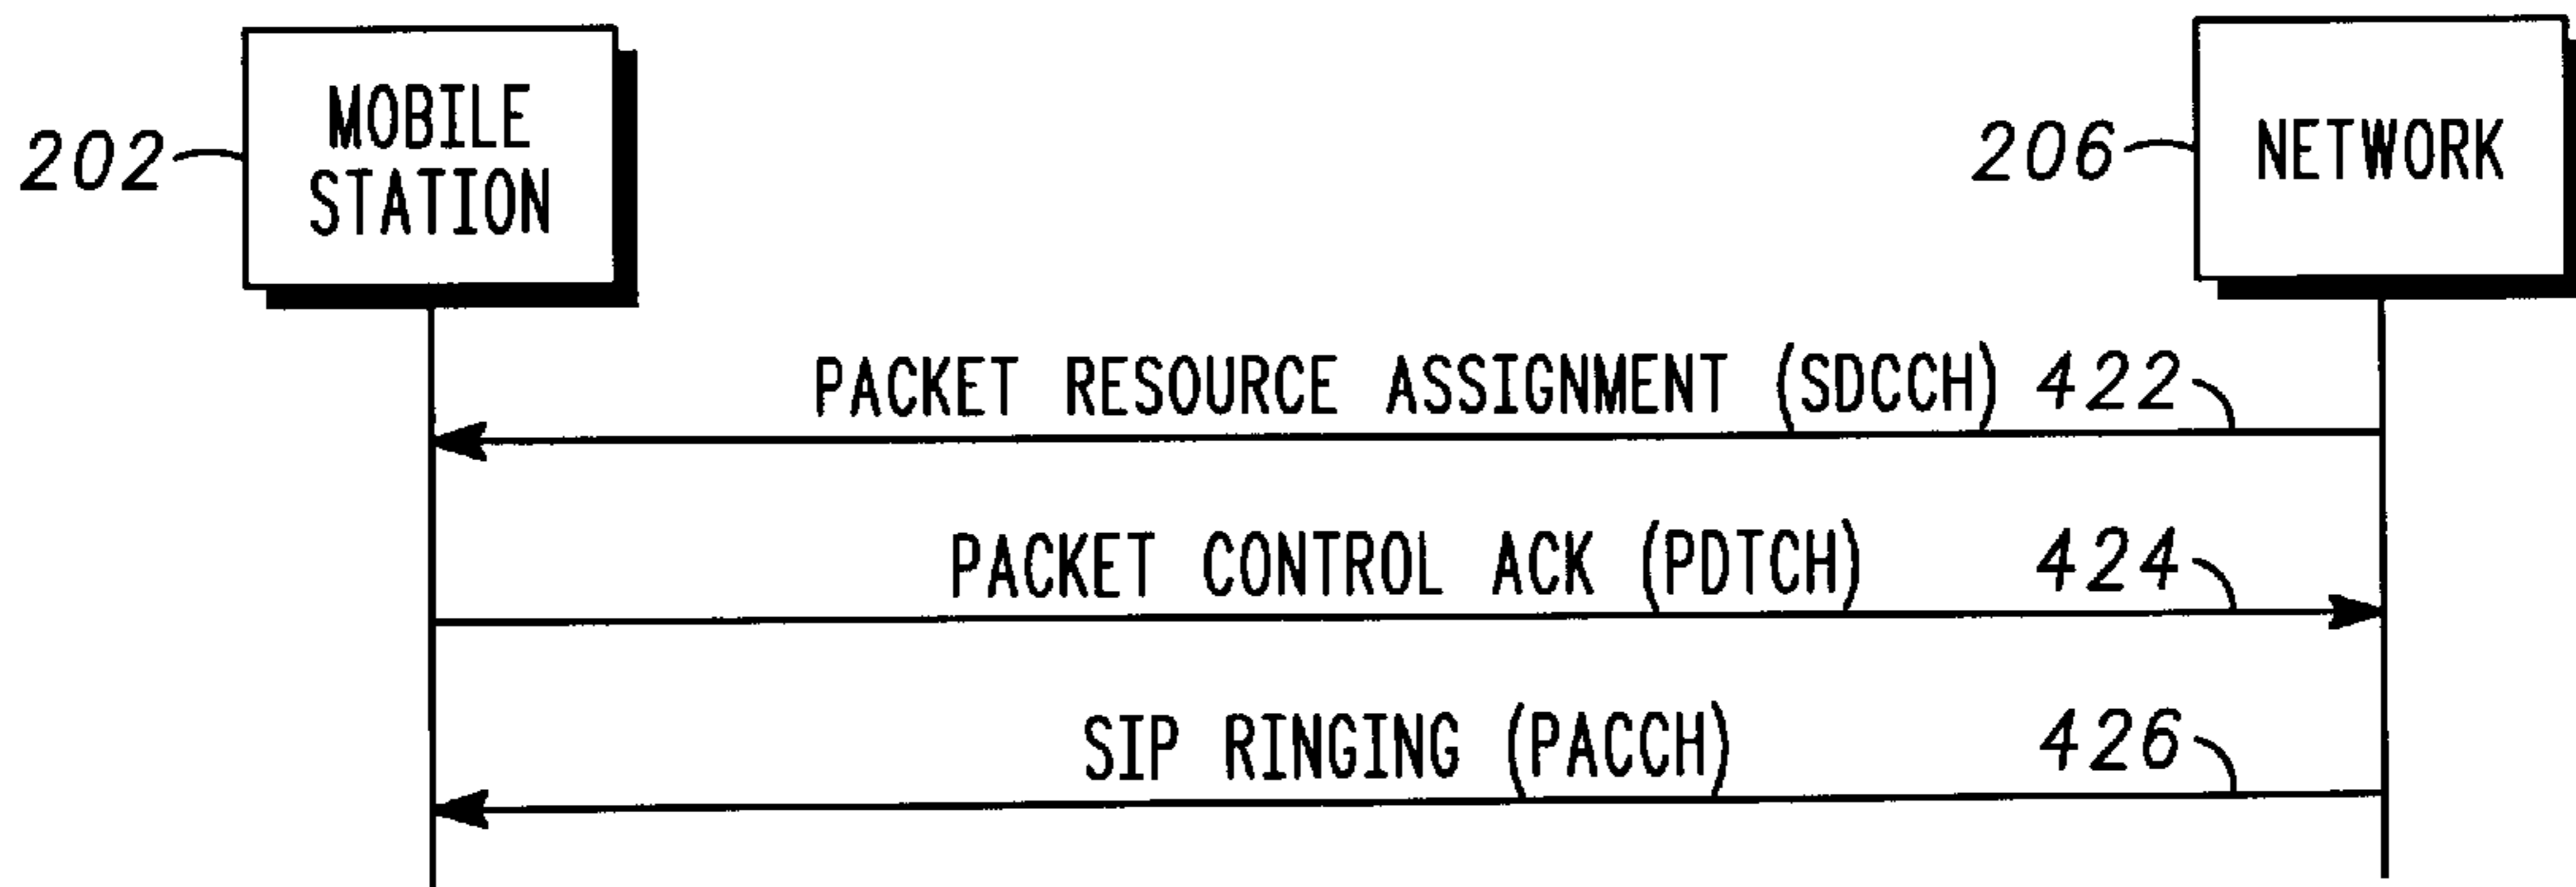 202
MOBILE
STATION
206
NETWORK
PACKET RESOURCE ASSIGNMENT (SDCCH) 422
PACKET CONTROL ACK (PDTCH) 424
SIP RINGING (PACCH) 426